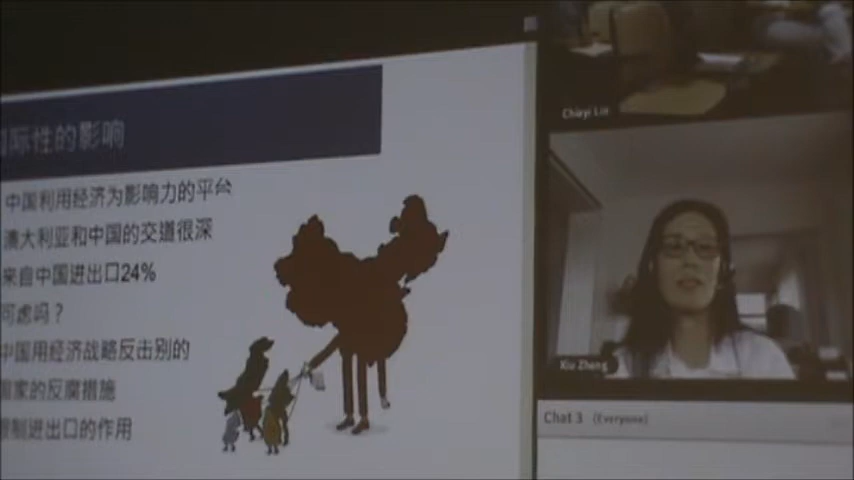 际性的影响
中国利用经济为影响力的平台
澳大利亚和中国的交道很深
来自中国进出口24%
可虑吗？
中国用经济战略反击别的
国家的反腐措施
限制进出口的作用
Chiayi Lin
Xu Zheng
Chat 3 (Everyone)